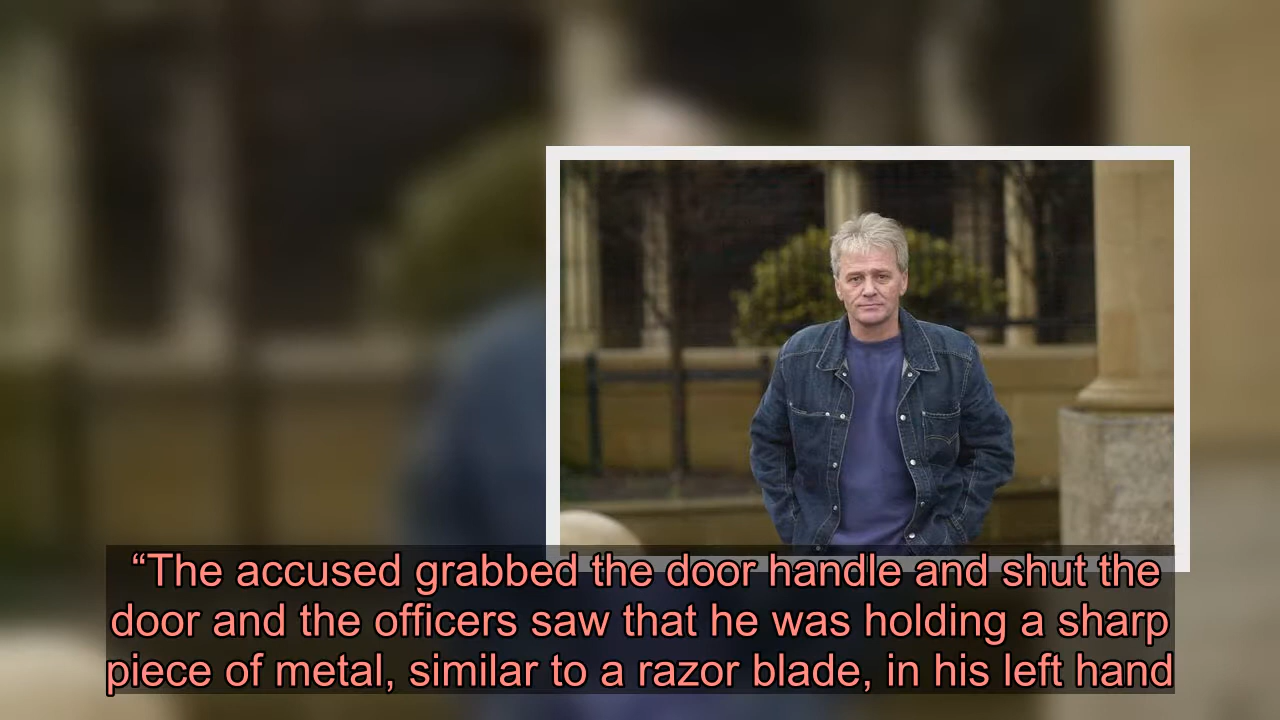 “The accused grabbed the door handle and shut the
door and the officers saw that he was holding a sharp
piece of metal, similar to a razor blade, in his left hand